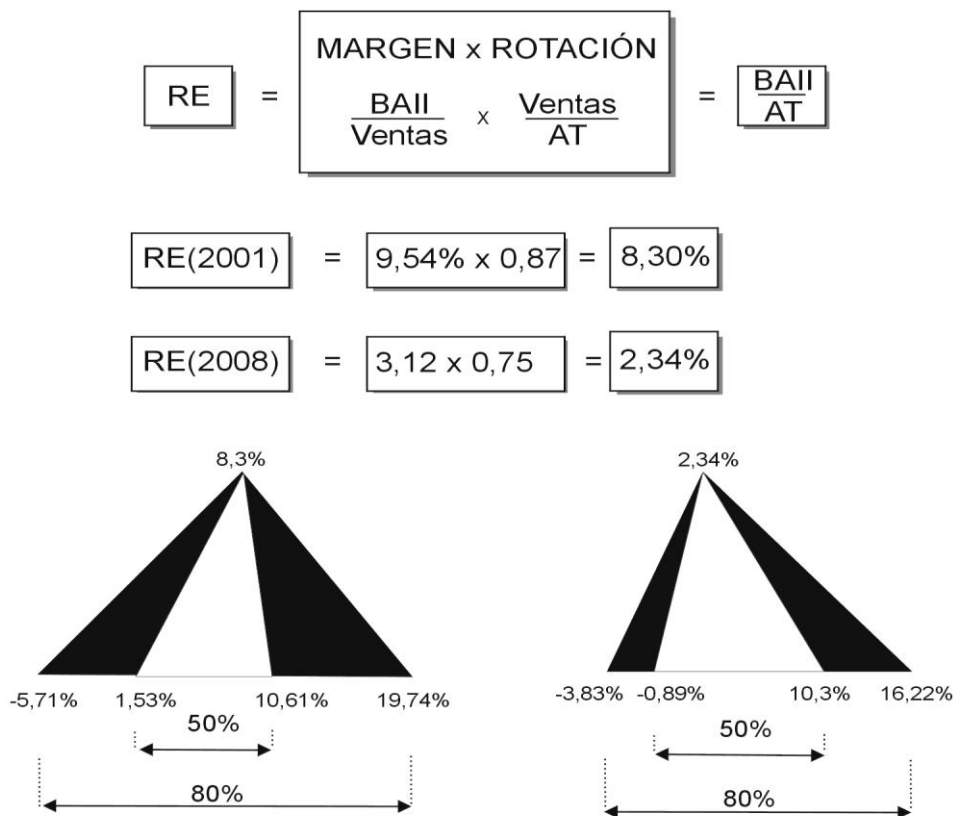 MARGEN x ROTACIÓN
RE = BAII / Ventas x Ventas / AT = BAII / AT
RE(2001) = 9,54% x 0,87 = 8,30%
RE(2008) = 3,12 x 0,75 = 2,34%
8,3%
-5,71% 1,53% 10,61% 19,74%
50%
80%
2,34%
-3,83% -0,89% 10,3% 16,22%
50%
80%